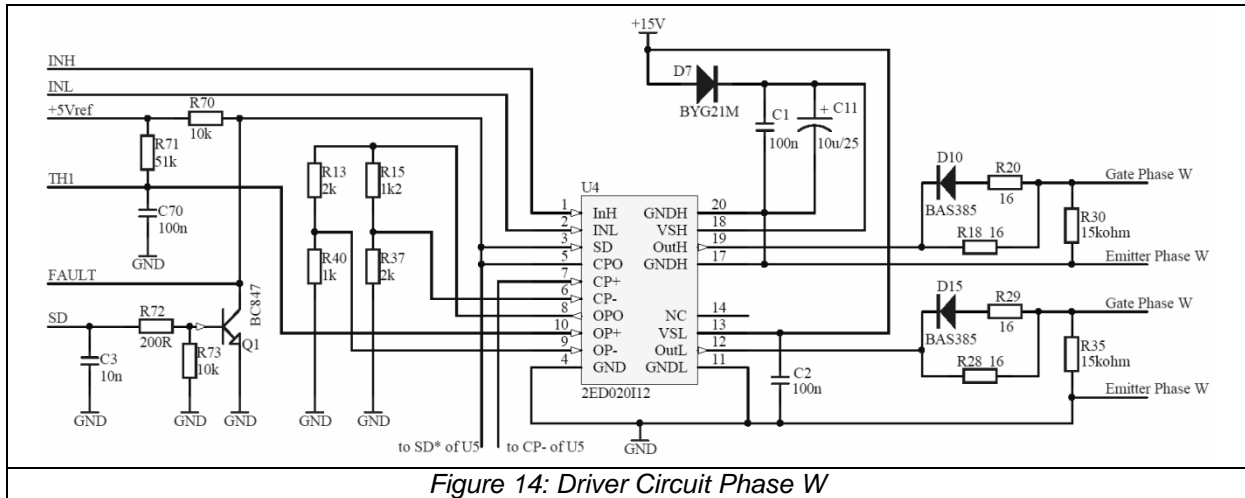 +15V
INH
INL
+5Vref
R70
10k
R71
51k
TH1
C70
100n
GND
FAULT
BC847
SD
R72
200R
Q1
C3
10n
R73
10k
GND
GND
GND
R13
2k
R15
1k2
R40
1k
R37
2k
GND
GND
to SD* of U5
to CP- of U5
D7
BYG21M
C1
100n
+ C11
10u/25
U4
1 InH
2 INL
3 SD
5 CPO
7 CP+
6 CP-
8 OPO
10 OP+
9 OP-
4 GND
GNDH 20
VSH 18
OutH 19
GNDH 17
NC 14
VSL 13
OutL 12
GNDL 11
2ED020I12
C2
100n
GND
D10
BAS385
R20
16
R18 16
Gate Phase W
R30
15kohm
Emitter Phase W
D15
BAS385
R29
16
R28 16
Gate Phase W
R35
15kohm
Emitter Phase W
Figure 14: Driver Circuit Phase W